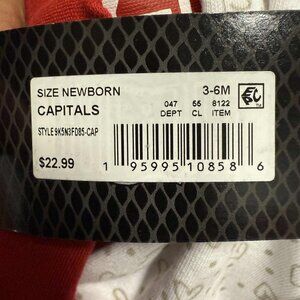 SIZE NEWBORN 3-6M
CAPITALS
047 55 8122
DEPT CL ITEM
STYLE 9K5N3FD85-CAP
$22.99
1 95995 10858 6